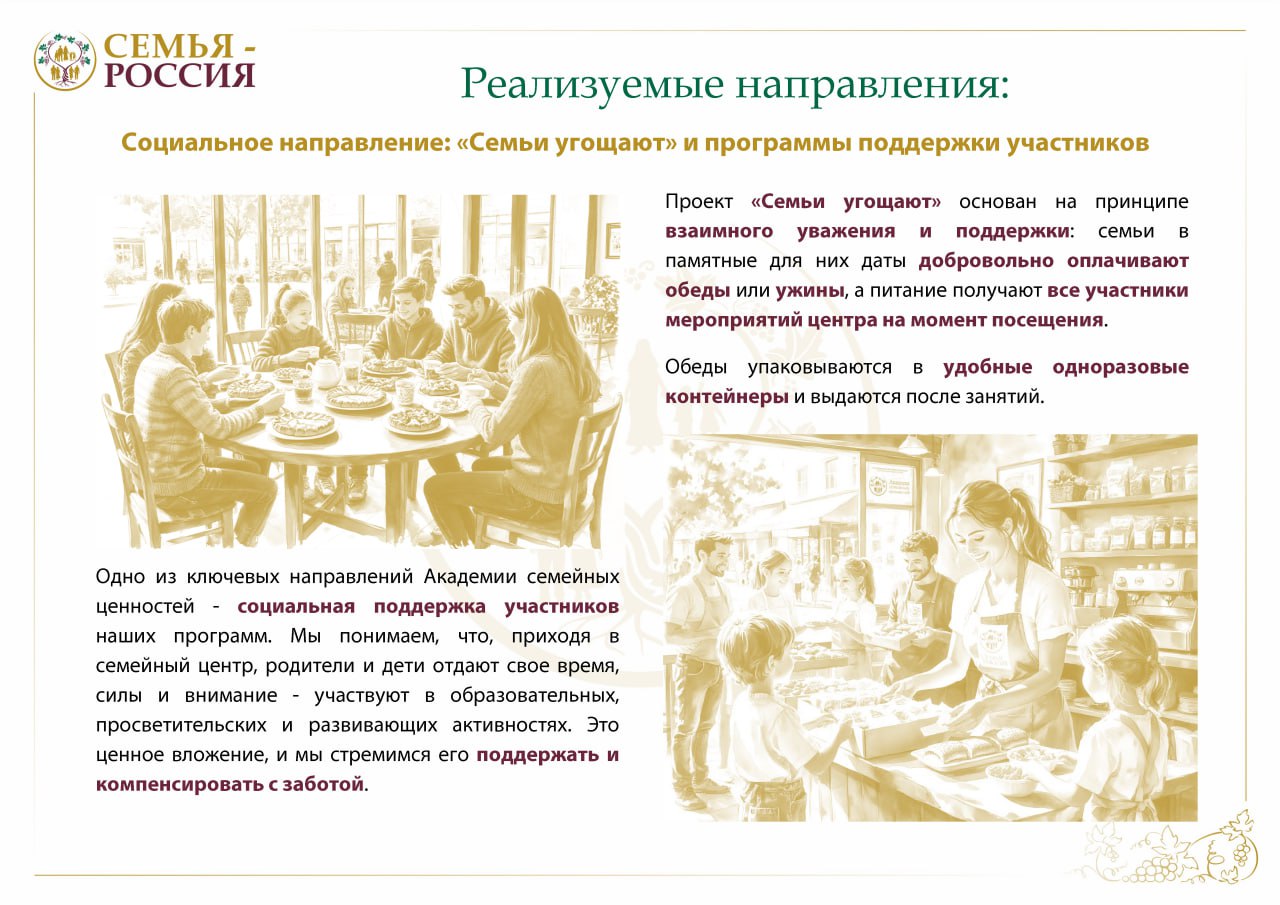 СЕМЬЯ -
РОССИЯ
Реализуемые направления:
Социальное направление: «Семьи угощают» и программы поддержки участников
Одно из ключевых направлений Академии семейных
ценностей - социальная поддержка участников
наших программ. Мы понимаем, что, приходя в
семейный центр, родители и дети отдают свое время,
силы и внимание - участвуют в образовательных,
просветительских и развивающих активностях. Это
ценное вложение, и мы стремимся его поддержать и
компенсировать с заботой.
Проект «Семьи угощают» основан на принципе
взаимного уважения и поддержки: семьи в
памятные для них даты добровольно оплачивают
обеды или ужины, а питание получают все участники
мероприятий центра на момент посещения.
Обеды упаковываются в удобные одноразовые
контейнеры и выдаются после занятий.